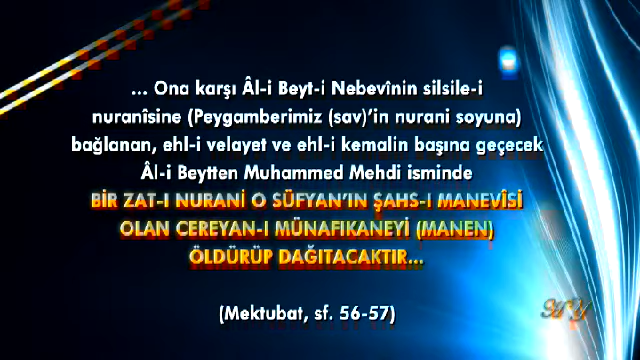 ... Ona karşı Âl-i Beyt-i Nebevînin silsile-i
nuranîsine (Peygamberimiz (sav)'in nurani soyuna)
bağlanan, ehl-i velayet ve ehl-i kemalin başına geçecek
Âl-i Beytten Muhammed Mehdi isminde
BİR ZAT-I NURANİ O SÜFYAN'IN ŞAHS-I MANEVÎSİ
OLAN CEREYAN-I MÜNAFIKANEYİ (MANEN)
ÖLDÜRÜP DAĞITACAKTIR...
(Mektubat, sf. 56-57)